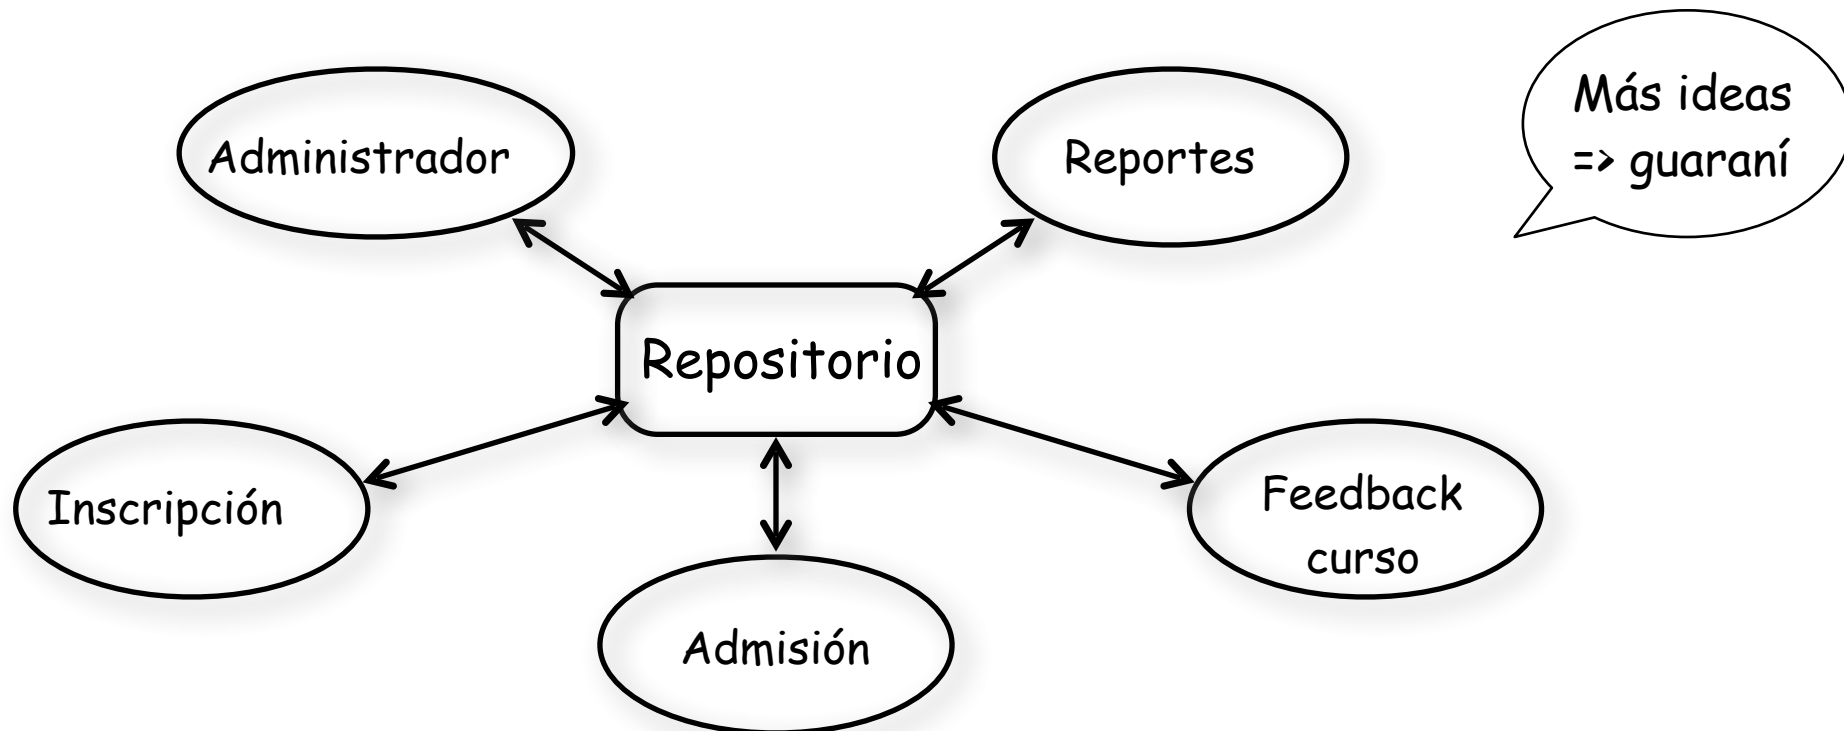 Administrador
Reportes
Más ideas
=> guaraní
Repositorio
Inscripción
Feedback
curso
Admisión